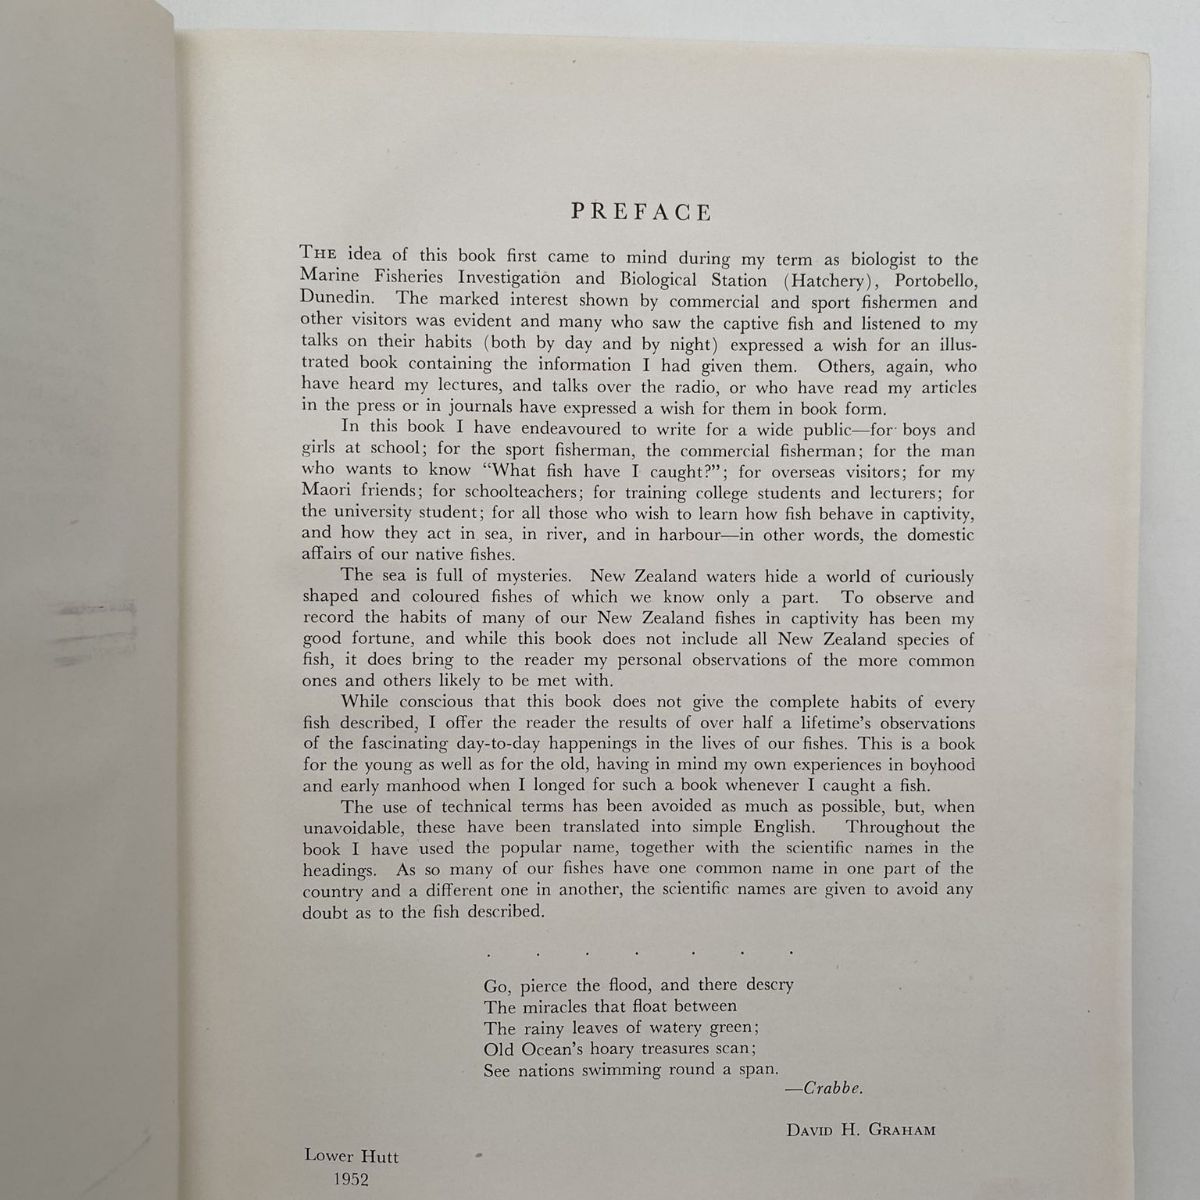 PREFACE
THE idea of this book first came to mind during my term as biologist to the
Marine Fisheries Investigation and Biological Station (Hatchery), Portobello,
Dunedin. The marked interest shown by commercial and sport fishermen and
other visitors was evident and many who saw the captive fish and listened to my
talks on their habits (both by day and by night) expressed a wish for an illus-
trated book containing the information I had given them. Others, again, who
have heard my lectures, and talks over the radio, or who have read my articles
in the press or in journals have expressed a wish for them in book form.
In this book I have endeavoured to write for a wide public—for boys and
girls at school; for the sport fisherman, the commercial fisherman; for the man
who wants to know "What fish have I caught?"; for overseas visitors; for my
Maori friends; for schoolteachers; for training college students and lecturers; for
the university student; for all those who wish to learn how fish behave in captivity,
and how they act in sea, in river, and in harbour—in other words, the domestic
affairs of our native fishes.
The sea is full of mysteries. New Zealand waters hide a world of curiously
shaped and coloured fishes of which we know only a part. To observe and
record the habits of many of our New Zealand fishes in captivity has been my
good fortune, and while this book does not include all New Zealand species of
fish, it does bring to the reader my personal observations of the more common
ones and others likely to be met with.
While conscious that this book does not give the complete habits of every
fish described, I offer the reader the results of over half a lifetime's observations
of the fascinating day-to-day happenings in the lives of our fishes. This is a book
for the young as well as for the old, having in mind my own experiences in boyhood
and early manhood when I longed for such a book whenever I caught a fish.
The use of technical terms has been avoided as much as possible, but, when
unavoidable, these have been translated into simple English. Throughout the
book I have used the popular name, together with the scientific names in the
headings. As so many of our fishes have one common name in one part of the
country and a different one in another, the scientific names are given to avoid any
doubt as to the fish described.
. . . . . . .
Go, pierce the flood, and there descry
The miracles that float between
The rainy leaves of watery green;
Old Ocean's hoary treasures scan;
See nations swimming round a span.
—Crabbe.
DAVID H. GRAHAM
Lower Hutt
1952